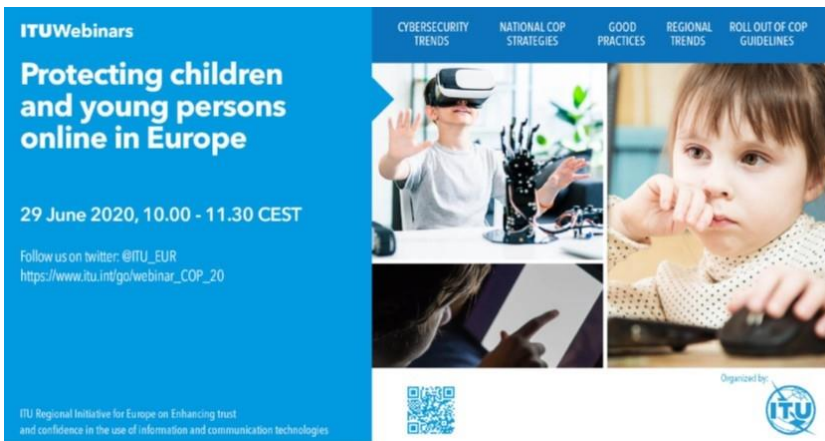 ITUWebinars
Protecting children
and young persons
online in Europe
29 June 2020, 10.00 - 11.30 CEST
Follow us on twitter: @ITU_EUR
https://www.itu.int/go/webinar_COP_20
ITU Regional Initiative for Europe on Enhancing trust
and confidence in the use of information and communication technologies
CYBERSECURITY
TRENDS
NATIONAL COP
STRATEGIES
GOOD
PRACTICES
REGIONAL
TRENDS
ROLL OUT OF COP
GUIDELINES
Organized by:
ITU